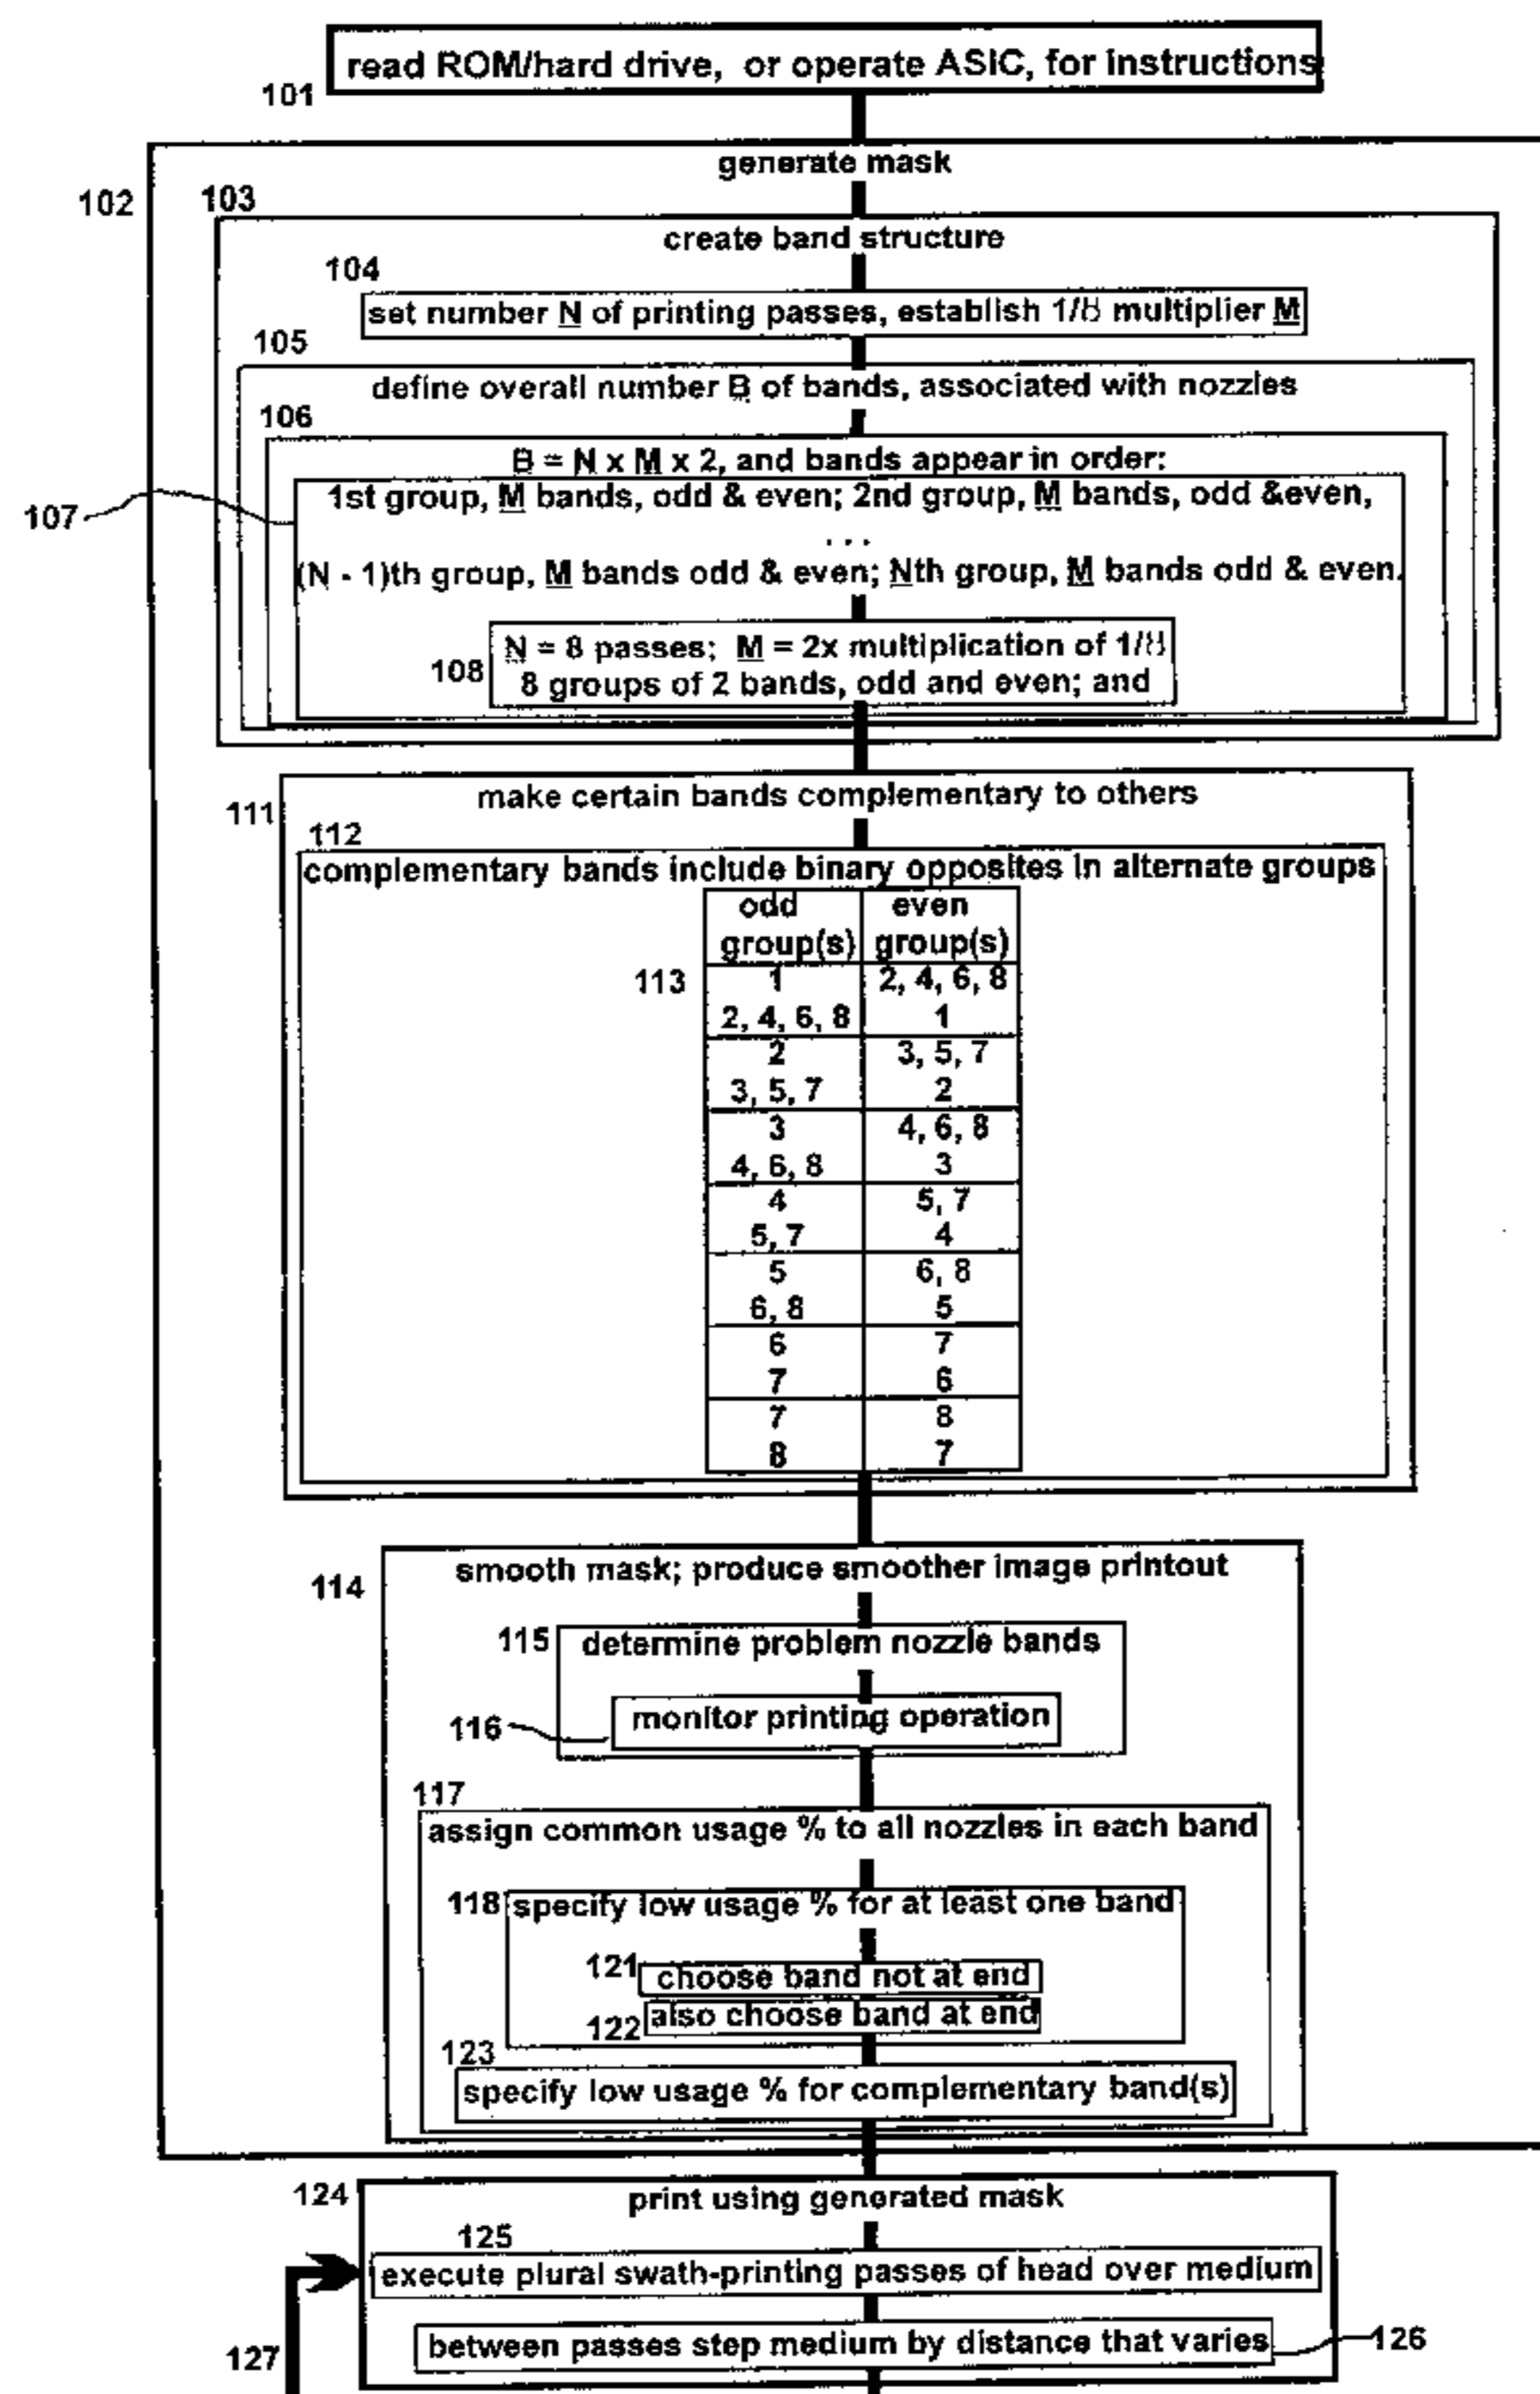 read ROM/hard drive, or operate ASIC, for instructions
101
generate mask
102
103
create band structure
104
set number N of printing passes, establish 1/8 multiplier M
105
define overall number B of bands, associated with nozzles
106
B = N x M x 2, and bands appear in order:
107
1st group, M bands, odd & even; 2nd group, M bands, odd &even,
. . .
(N - 1)th group, M bands odd & even; Nth group, M bands odd & even.
N = 8 passes; M = 2x multiplication of 1/8
108
8 groups of 2 bands, odd and even; and
make certain bands complementary to others
111
112
complementary bands include binary opposites in alternate groups
odd group(s) even group(s)
113
1 2, 4, 6, 8
2, 4, 6, 8 1
2 3, 5, 7
3, 5, 7 2
3 4, 6, 8
4, 6, 8 3
4 5, 7
5, 7 4
5 6, 8
6, 8 5
6 7
7 6
7 8
8 7
smooth mask; produce smoother image printout
114
115
determine problem nozzle bands
116
monitor printing operation
117
assign common usage % to all nozzles in each band
118
specify low usage % for at least one band
121
choose band not at end
122
also choose band at end
123
specify low usage % for complementary band(s)
124
print using generated mask
125
execute plural swath-printing passes of head over medium
between passes step medium by distance that varies
126
127